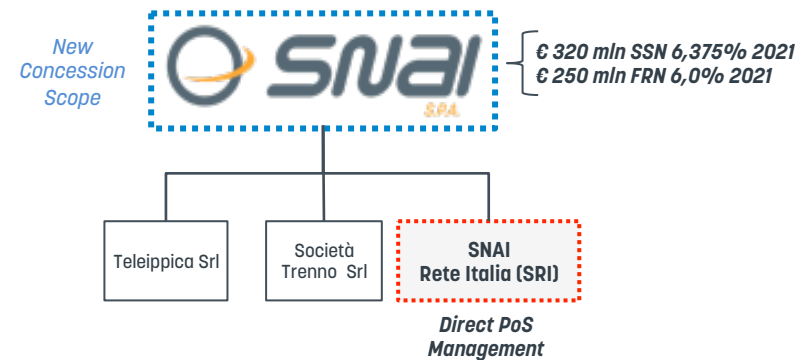 New
Concession
Scope
SNAI
S.P.A.
€ 320 mln SSN 6,375% 2021
€ 250 mln FRN 6,0% 2021
Teleippica Srl
Società
Trenno Srl
SNAI
Rete Italia (SRI)
Direct PoS
Management